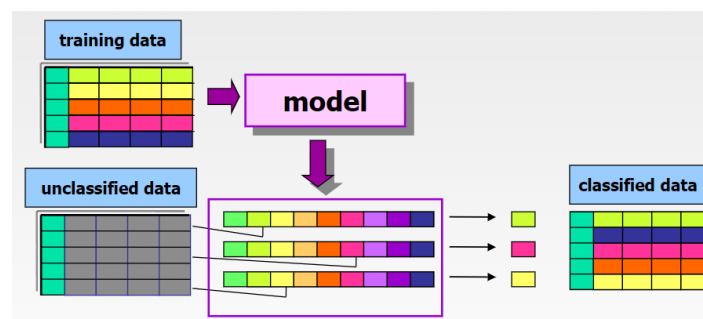 training data
model
unclassified data
classified data